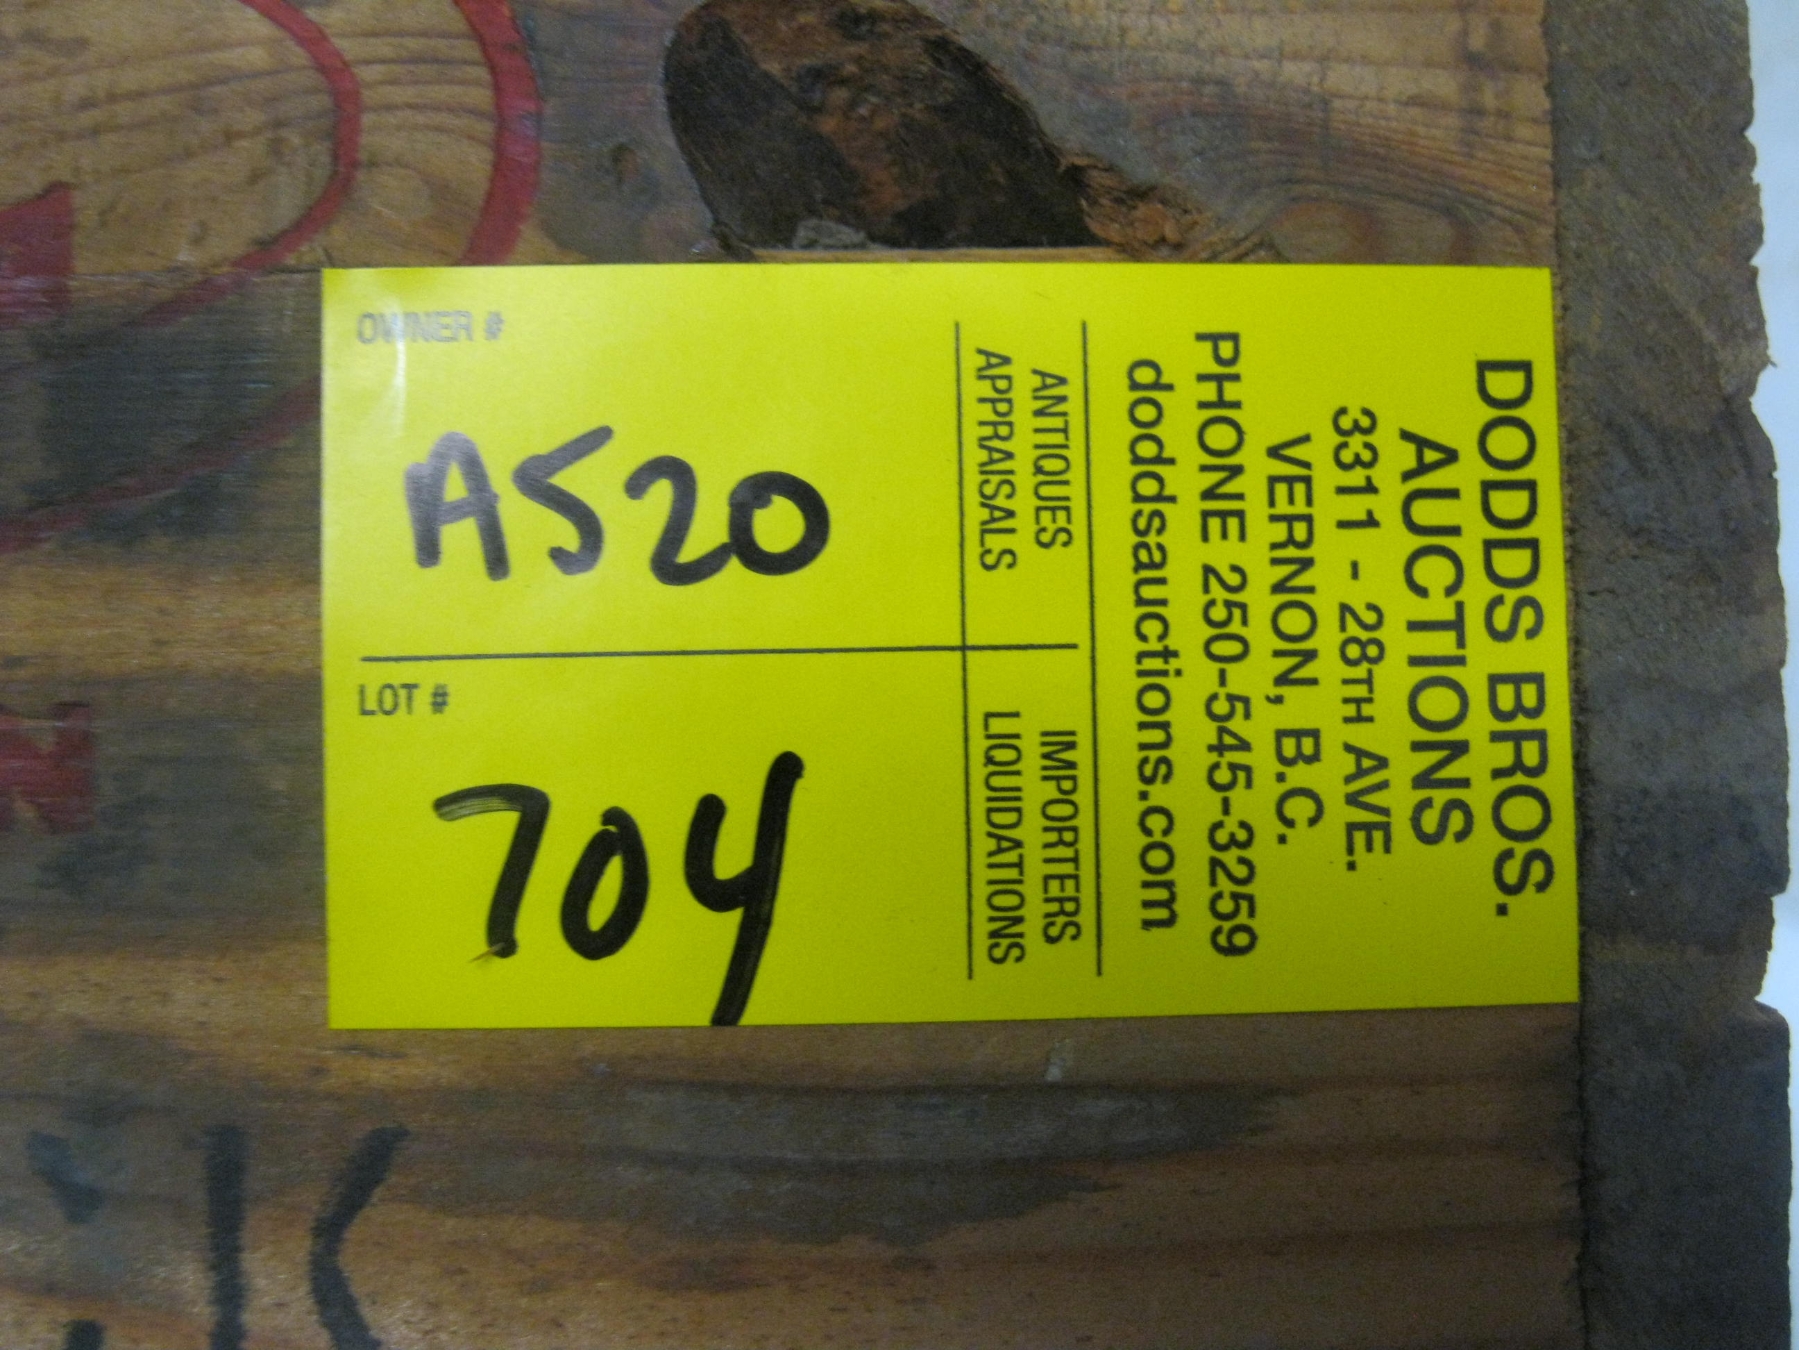 DODDS BROS.
AUCTIONS
3311 - 28TH AVE.
VERNON, B.C.
PHONE 250-545-3259
doddsauctions.com
ANTIQUES
APPRAISALS
IMPORTERS
LIQUIDATIONS
OWNER #
A520
LOT #
704